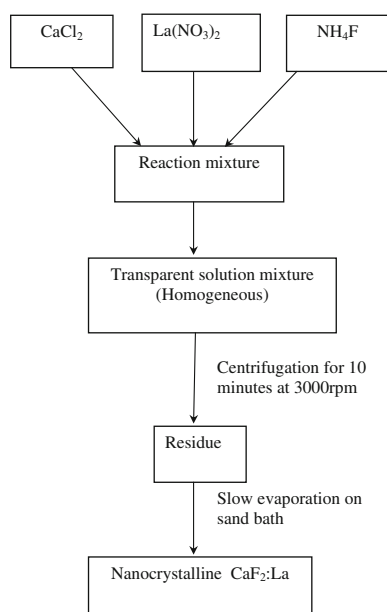 CaCl₂
La(NO₃)₂
NH₄F
Reaction mixture
Transparent solution mixture
(Homogeneous)
Centrifugation for 10
minutes at 3000rpm
Residue
Slow evaporation on
sand bath
Nanocrystalline CaF₂:La